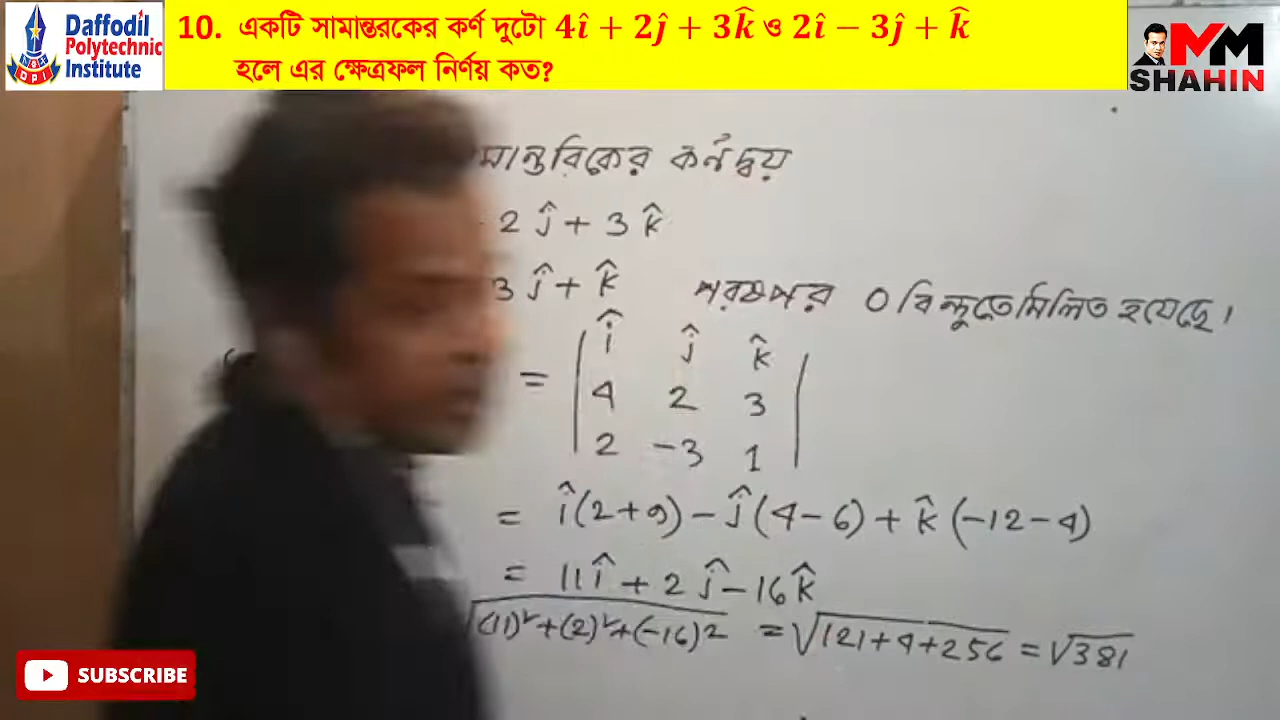 Daffodil
Polytechnic
Institute
DPI
10. একটি সামান্তরকের কর্ণ দুটো 4î + 2ĵ + 3k̂ ও 2î − 3ĵ + k̂
হলে এর ক্ষেত্রফল নির্ণয় কত?
MM
SHAHIN
মান্তরিকের কর্নদ্বয়
2ĵ + 3k̂
3ĵ + k̂ পরষ্পর O বিন্দুতে মিলিত হয়েছে।
= | î ĵ k̂ |
4 2 3
2 -3 1
= î(2+9) - ĵ(4-6) + k̂(-12-4)
= 11î + 2ĵ - 16k̂
√(11)² + (2)² + (-16)2 = √121+4+256 = √381
SUBSCRIBE